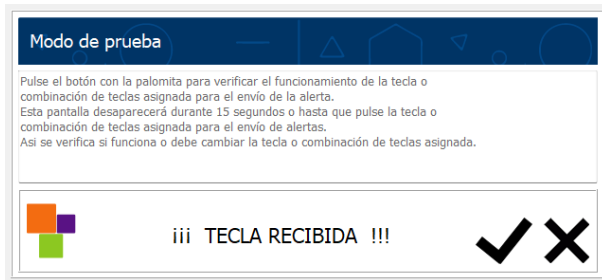 Modo de prueba
Pulse el botón con la palomita para verificar el funcionamiento de la tecla o
combinación de teclas asignada para el envío de la alerta.
Esta pantalla desaparecerá durante 15 segundos o hasta que pulse la tecla o
combinación de teclas asignada para el envío de alertas.
Asi se verifica si funciona o debe cambiar la tecla o combinación de teclas asignada.
¡¡¡ TECLA RECIBIDA !!!